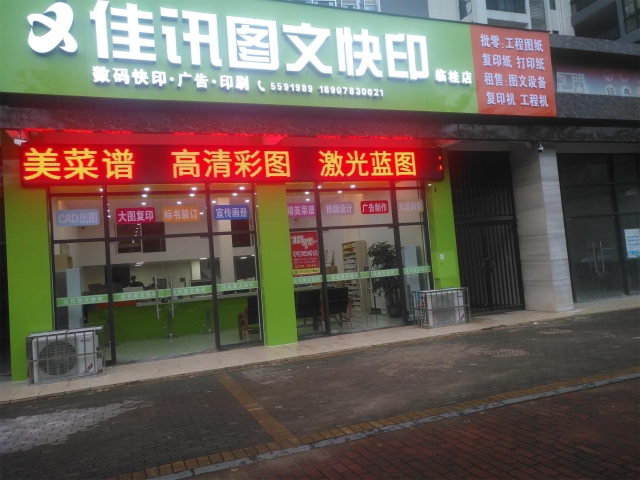 佳讯图文快印
临桂店
数码快印·广告·印刷 5591989 18907830021
批零:工程图纸
复印纸 打印纸
租售:图文设备
复印机 工程机
美菜谱 高清彩图 激光蓝图
CAD出图
大图复印
标书装订
宣传画册
精美菜谱
排版设计
广告制作